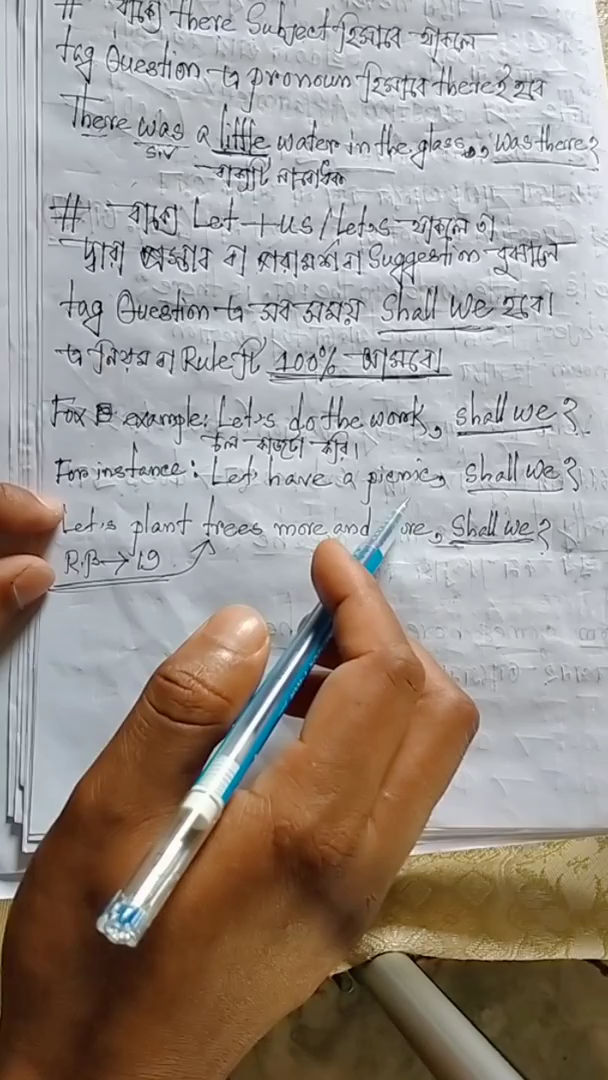 # বাক্যে there Subject হিসাবে থাকলে
tag Question এ pronoun হিসাবে there? হবে
There was a little water in the glass, was there?
S.V
বাক্যটি না বোধক
# বাক্যে Let+us/Let's থাকলে তা
দ্বারা প্রস্তাব বা পরামর্শ বা Suggestion বুঝালে
tag Question এ সব সময় Shall we হবে।
এ নিয়ম বা Rule টি 100% আসবে।
For example: Let's do the work, shall we?
চল কাজটা করি।
For instance: Let' have a picnic, shall we?
Let's plant trees more and ore, Shall we?
R.B→19